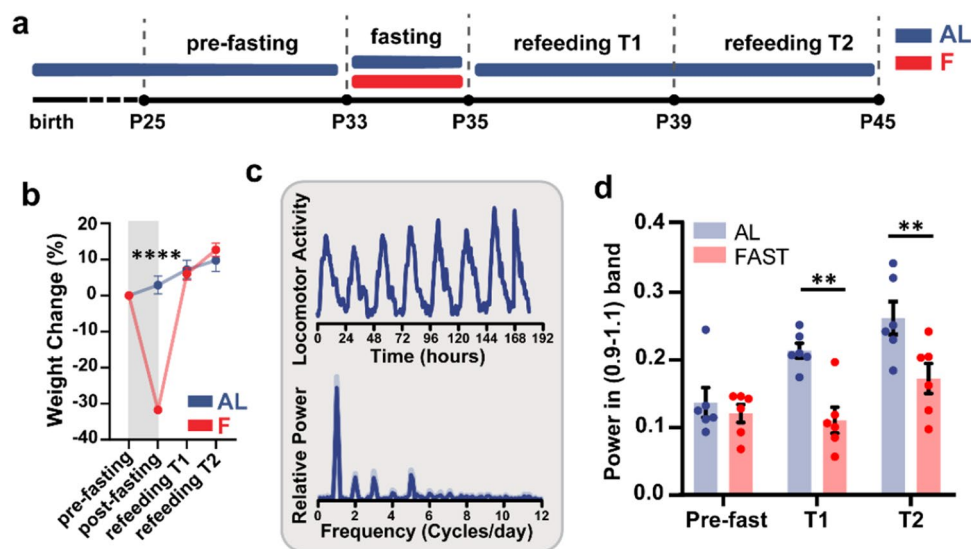 a
pre-fasting
fasting
refeeding T1
refeeding T2
AL
F
birth
P25
P33
P35
P39
P45
b
Weight Change (%)
20
10
0
-10
-20
-30
-40
****
AL
F
pre-fasting
post-fasting
refeeding T1
refeeding T2
c
Locomotor Activity
0 24 48 72 96 120 144 168 192
Time (hours)
Relative Power
0 2 4 6 8 10 12
Frequency (Cycles/day)
d
Power in (0.9-1.1) band
0.4
0.3
0.2
0.1
0.0
AL
FAST
**
**
Pre-fast
T1
T2